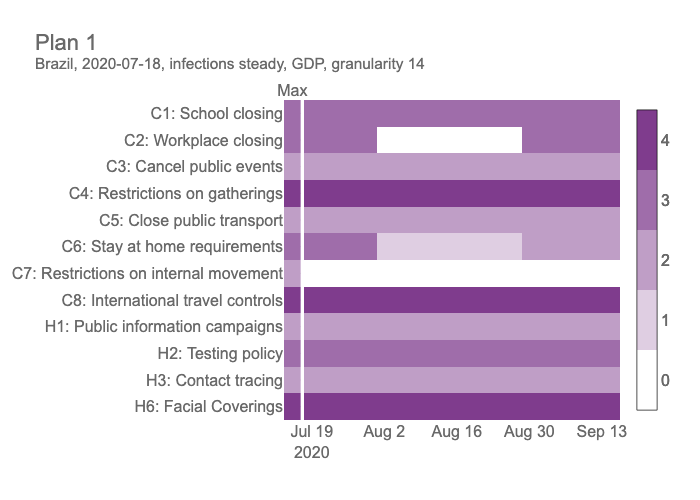 Plan 1
Brazil, 2020-07-18, infections steady, GDP, granularity 14
Max
C1: School closing
C2: Workplace closing
C3: Cancel public events
C4: Restrictions on gatherings
C5: Close public transport
C6: Stay at home requirements
C7: Restrictions on internal movement
C8: International travel controls
H1: Public information campaigns
H2: Testing policy
H3: Contact tracing
H6: Facial Coverings
Jul 19 Aug 2 Aug 16 Aug 30 Sep 13
2020
4
3
2
1
0